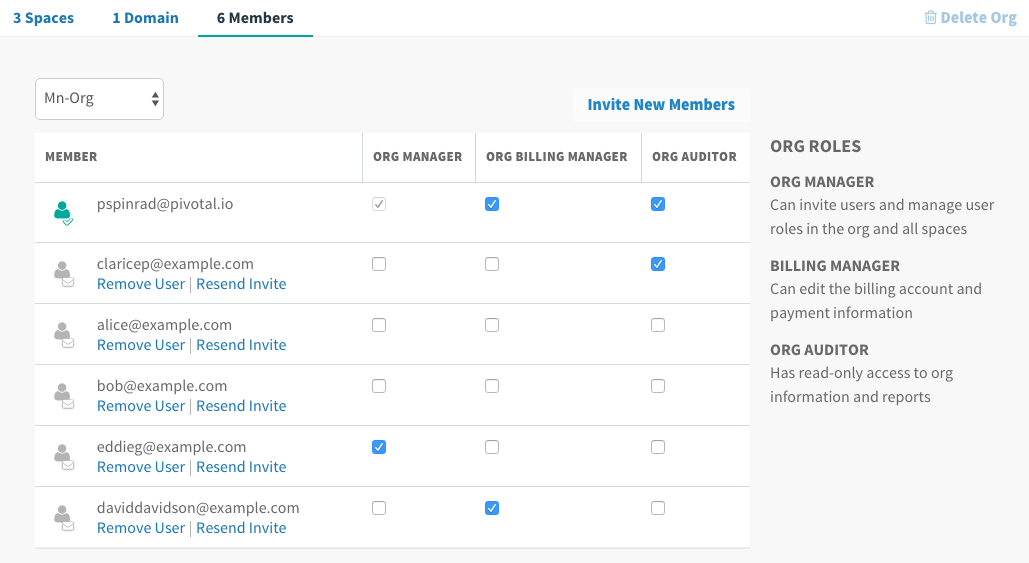 3 Spaces 1 Domain 6 Members Delete Org
Mn-Org
Invite New Members
MEMBER ORG MANAGER ORG BILLING MANAGER ORG AUDITOR
pspinrad@pivotal.io
claricep@example.com
Remove User | Resend Invite
alice@example.com
Remove User | Resend Invite
bob@example.com
Remove User | Resend Invite
eddieg@example.com
Remove User | Resend Invite
daviddavidson@example.com
Remove User | Resend Invite
ORG ROLES
ORG MANAGER
Can invite users and manage user
roles in the org and all spaces
BILLING MANAGER
Can edit the billing account and
payment information
ORG AUDITOR
Has read-only access to org
information and reports